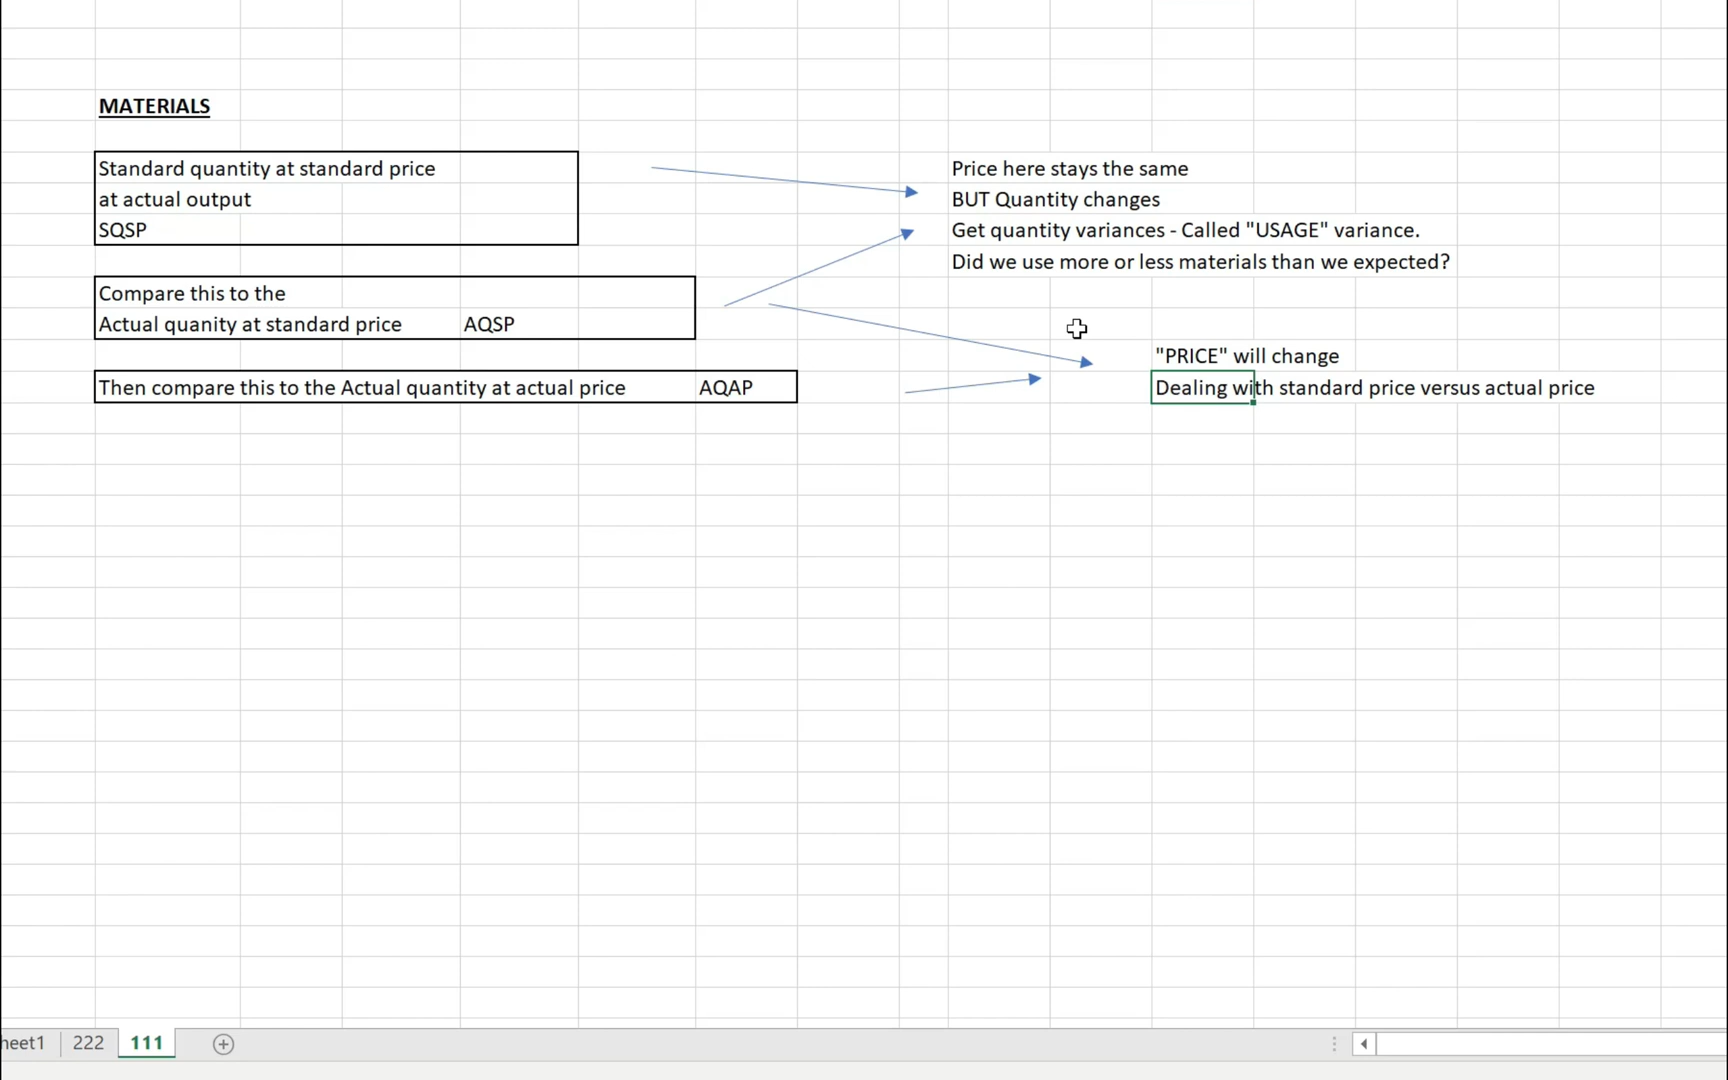 MATERIALS
Standard quantity at standard price
at actual output
SQSP
Price here stays the same
BUT Quantity changes
Get quantity variances - Called "USAGE" variance.
Did we use more or less materials than we expected?
Compare this to the
Actual quanity at standard price AQSP
"PRICE" will change
Then compare this to the Actual quantity at actual price AQAP
Dealing with standard price versus actual price
heet1 222 111